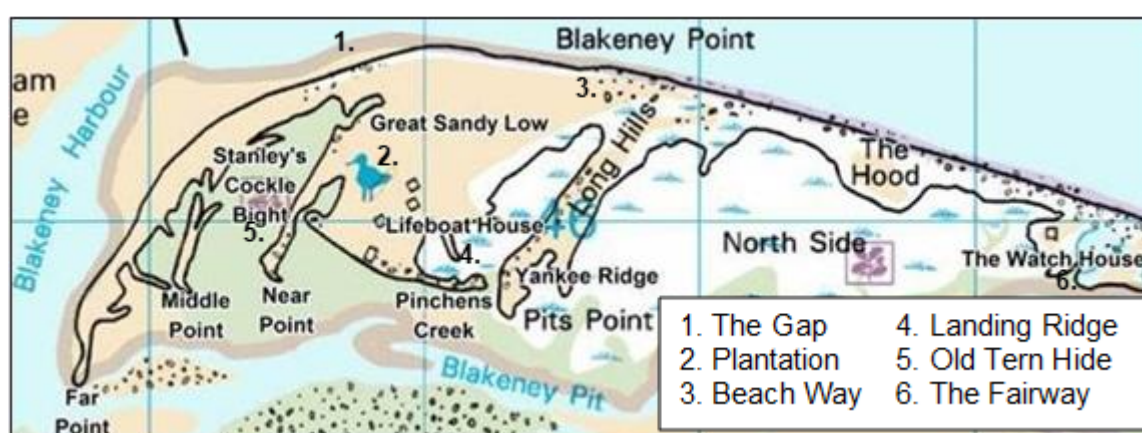 Blakeney Point
1.
am
e
3.
Great Sandy Low
Blakeney Harbour
Stanley's
Cockle
Bight
2.
Long Hills
The
Hood
5.
Lifeboat House
46
North Side
4.
The Watch House
Yankee Ridge
6.
Middle
Point
Near
Point
Pinchens
Creek
Pits Point
Blakeney Pit
Far
Point
1. The Gap
2. Plantation
3. Beach Way
4. Landing Ridge
5. Old Tern Hide
6. The Fairway